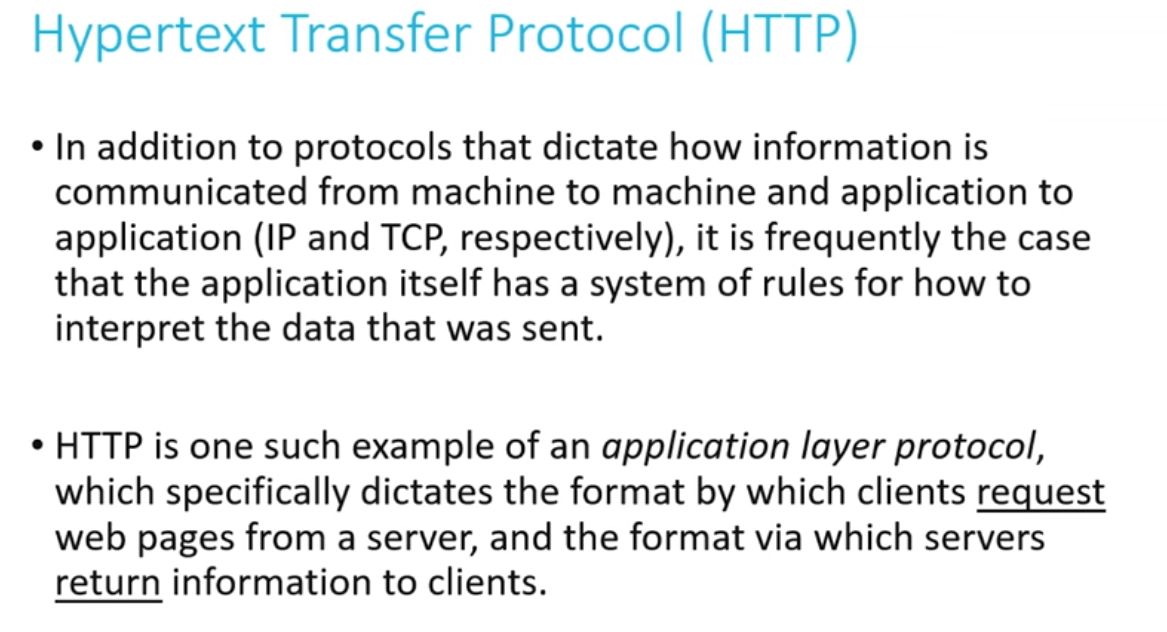 Hypertext Transfer Protocol (HTTP)
• In addition to protocols that dictate how information is
communicated from machine to machine and application to
application (IP and TCP, respectively), it is frequently the case
that the application itself has a system of rules for how to
interpret the data that was sent.
• HTTP is one such example of an application layer protocol,
which specifically dictates the format by which clients request
web pages from a server, and the format via which servers
return information to clients.